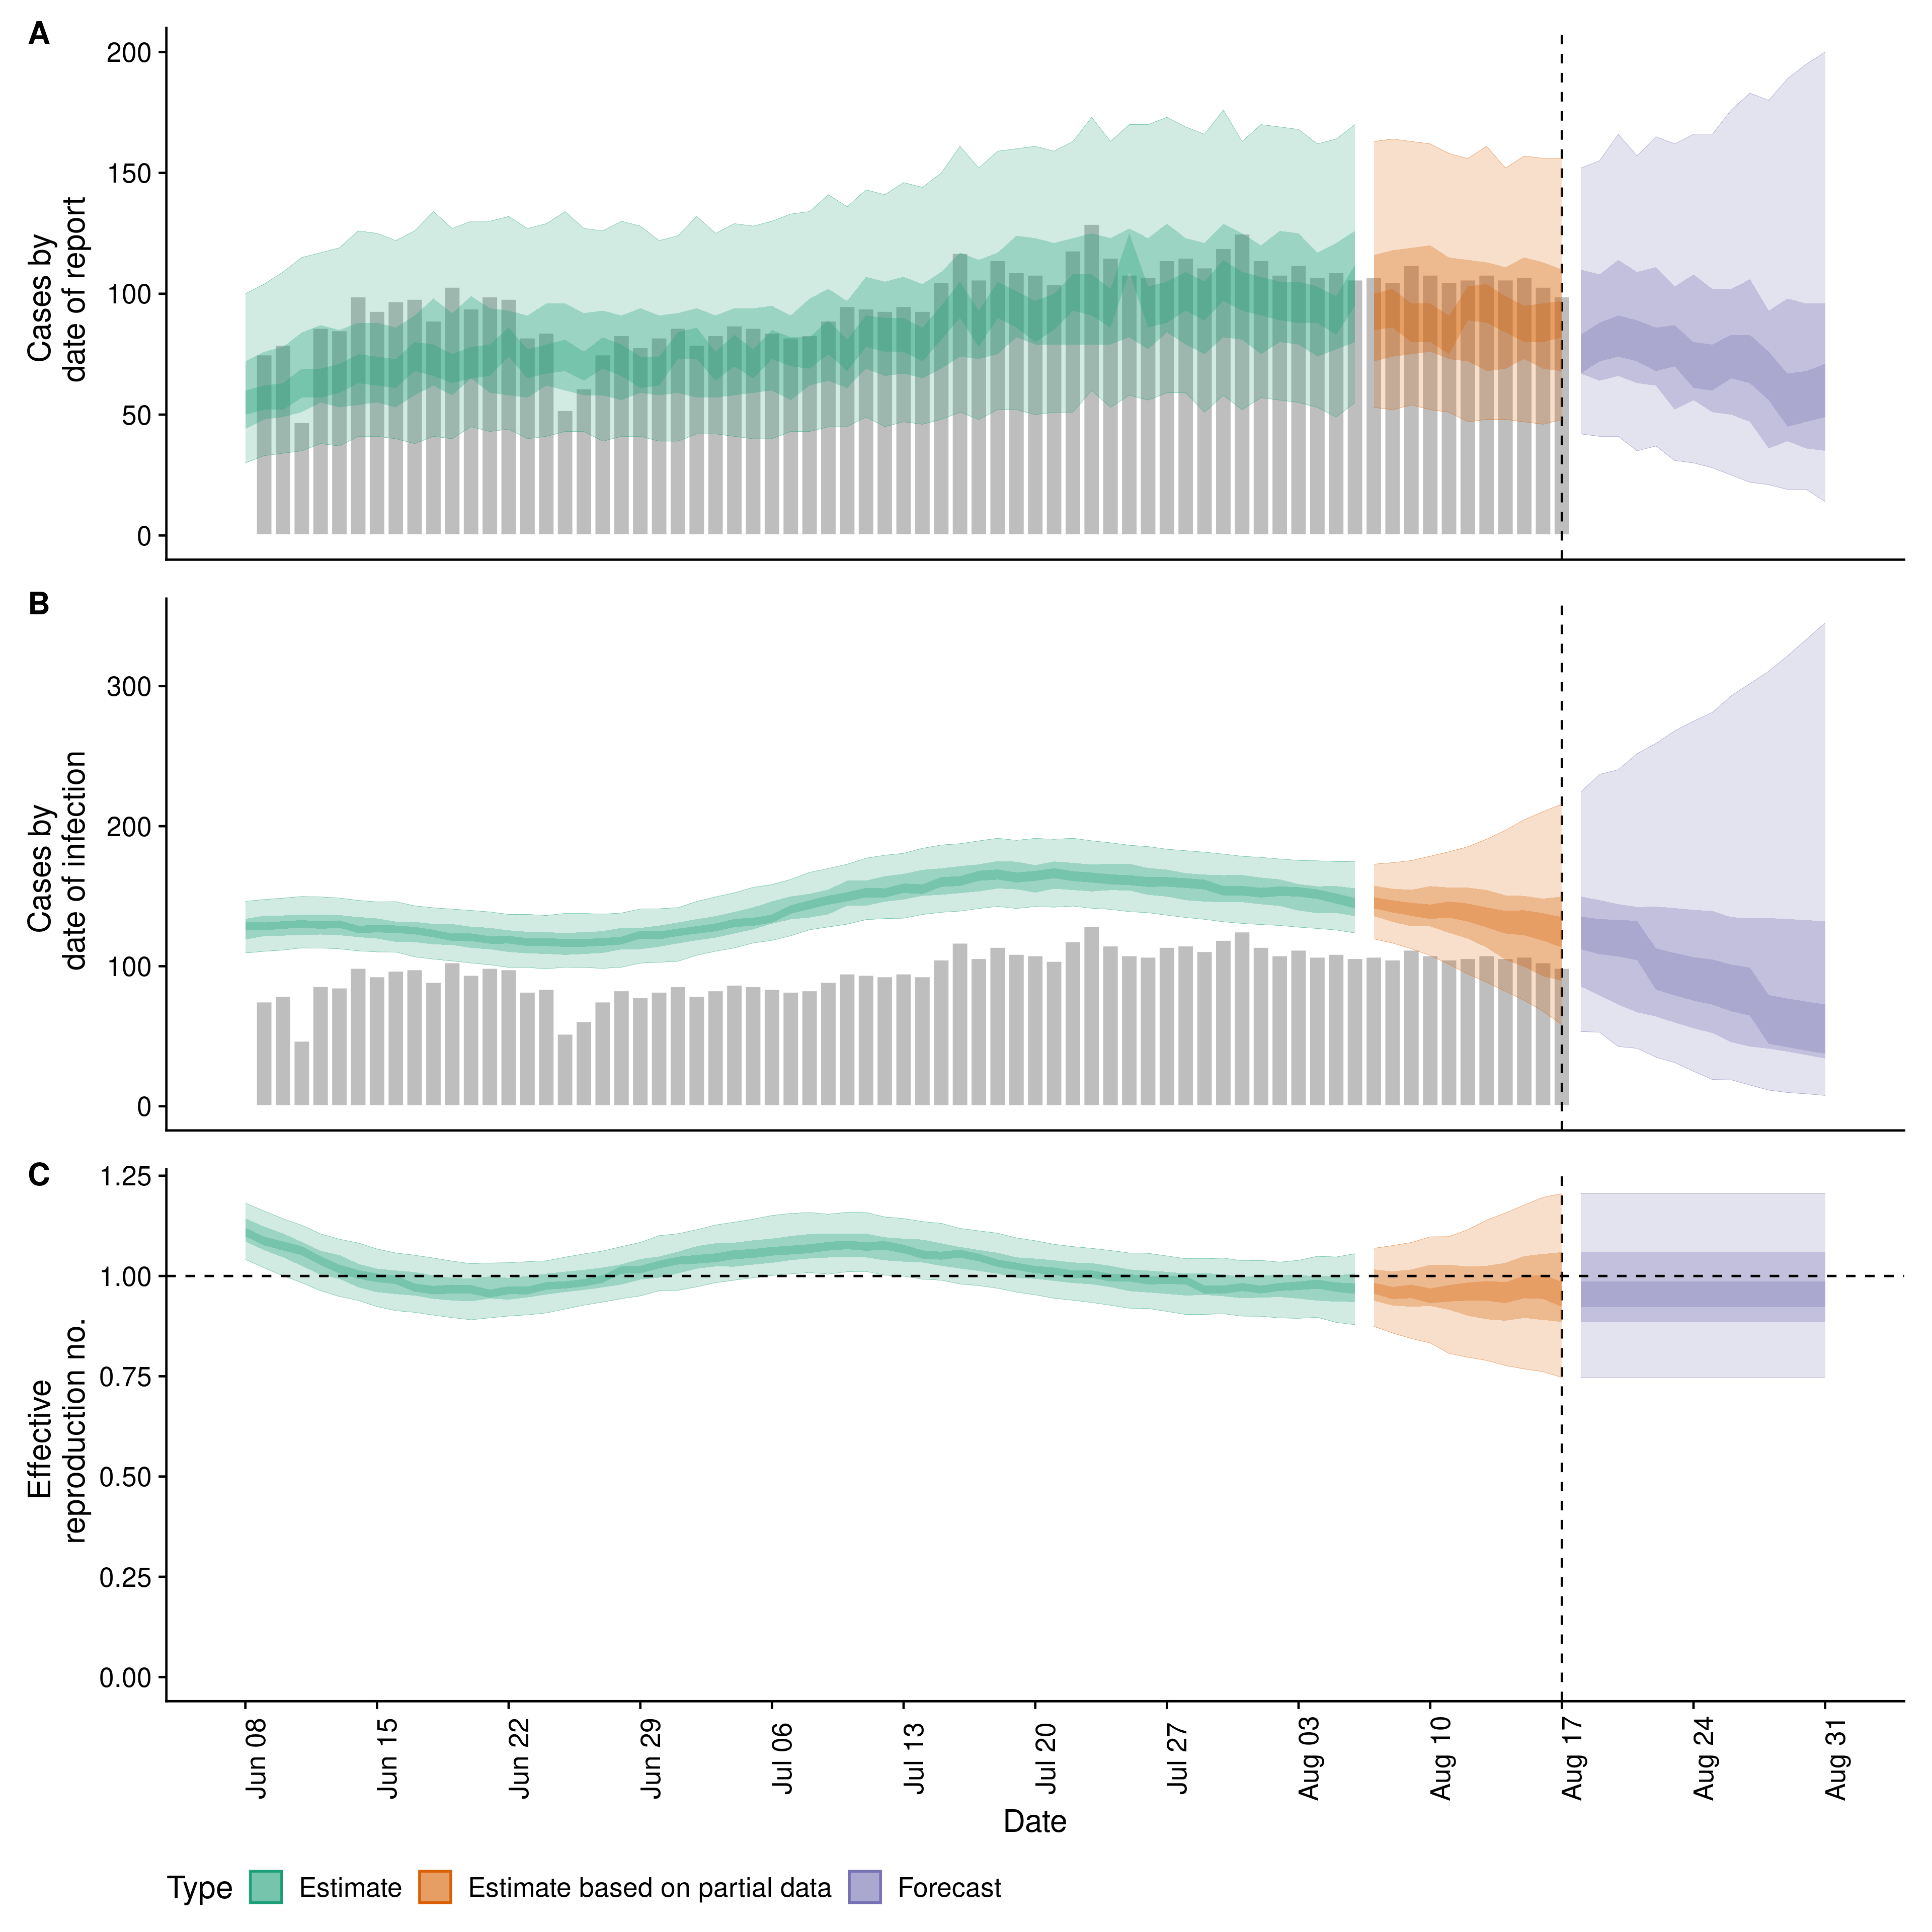 A
200
150
100
50
0
Cases by
date of report
B
300
200
100
0
Cases by
date of infection
C
1.25
1.00
0.75
0.50
0.25
0.00
Effective
reproduction no.
Jun 08
Jun 15
Jun 22
Jun 29
Jul 06
Jul 13
Jul 20
Jul 27
Aug 03
Aug 10
Aug 17
Aug 24
Aug 31
Date
Type Estimate Estimate based on partial data Forecast